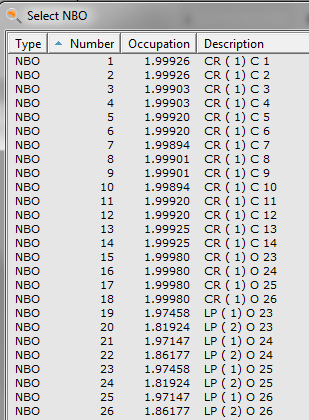 Select NBO
Type Number Occupation Description
NBO 1 1.99926 CR ( 1) C 1
NBO 2 1.99926 CR ( 1) C 2
NBO 3 1.99903 CR ( 1) C 3
NBO 4 1.99903 CR ( 1) C 4
NBO 5 1.99920 CR ( 1) C 5
NBO 6 1.99920 CR ( 1) C 6
NBO 7 1.99894 CR ( 1) C 7
NBO 8 1.99901 CR ( 1) C 8
NBO 9 1.99901 CR ( 1) C 9
NBO 10 1.99894 CR ( 1) C 10
NBO 11 1.99920 CR ( 1) C 11
NBO 12 1.99920 CR ( 1) C 12
NBO 13 1.99925 CR ( 1) C 13
NBO 14 1.99925 CR ( 1) C 14
NBO 15 1.99980 CR ( 1) O 23
NBO 16 1.99980 CR ( 1) O 24
NBO 17 1.99980 CR ( 1) O 25
NBO 18 1.99980 CR ( 1) O 26
NBO 19 1.97458 LP ( 1) O 23
NBO 20 1.81924 LP ( 2) O 23
NBO 21 1.97147 LP ( 1) O 24
NBO 22 1.86177 LP ( 2) O 24
NBO 23 1.97458 LP ( 1) O 25
NBO 24 1.81924 LP ( 2) O 25
NBO 25 1.97147 LP ( 1) O 26
NBO 26 1.86177 LP ( 2) O 26